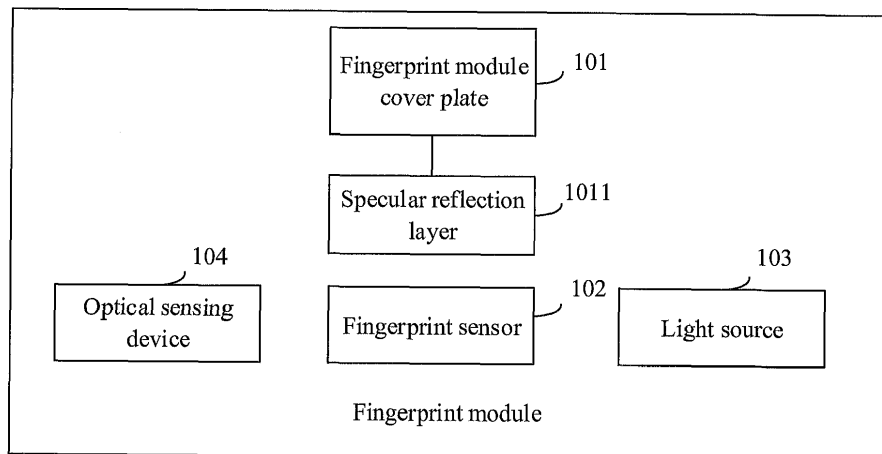 Fingerprint module
cover plate
101
Specular reflection
layer
1011
104
Optical sensing
device
102
Fingerprint sensor
103
Light source
Fingerprint module